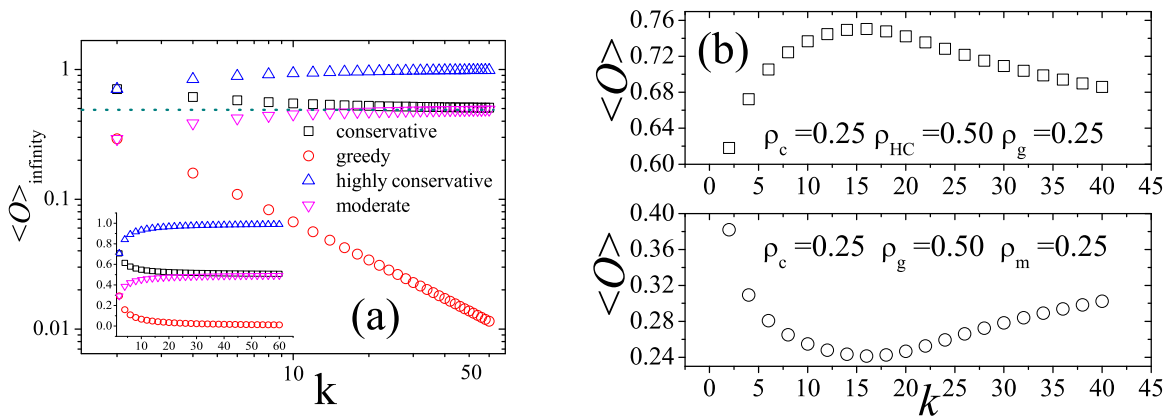 <O>infinity
1
0.1
0.01
10
50
k
(a)
conservative
greedy
highly conservative
moderate
1.0
0.8
0.6
0.4
0.2
0.0
10 20 30 40 50 60
(b)
<O>
0.76
0.72
0.68
0.64
0.60
ρc =0.25 ρHC =0.50 ρg =0.25
0 5 10 15 20 25 30 35 40 45
<O>
0.40
0.36
0.32
0.28
0.24
ρc =0.25 ρg =0.50 ρm =0.25
0 5 10 15 20 25 30 35 40 45
k